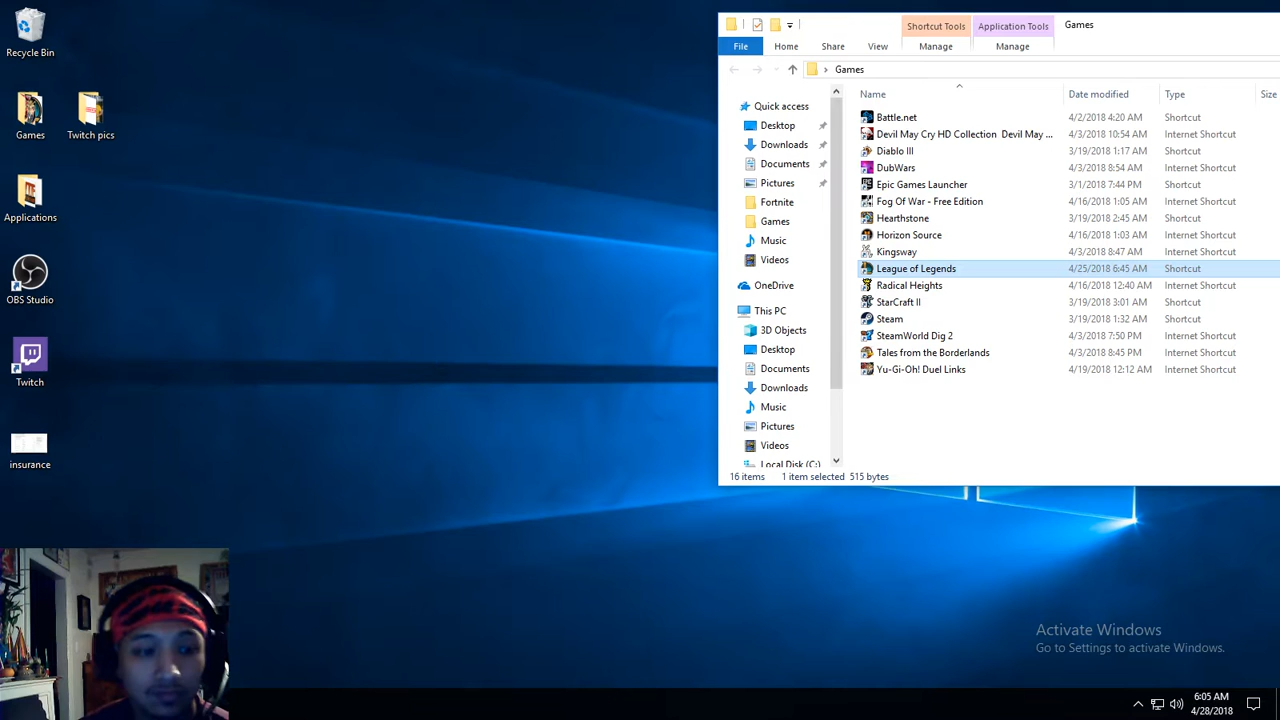 Recycle Bin
Games
Twitch pics
Applications
OBS Studio
Twitch
insurance
Shortcut Tools
Application Tools
Games
File
Home
Share
View
Manage
Manage
› Games
Name
Date modified
Type
Size
Quick access
Desktop
Downloads
Documents
Pictures
Fortnite
Games
Music
Videos
OneDrive
This PC
3D Objects
Desktop
Documents
Downloads
Music
Pictures
Videos
Local Disk (C:)
Battle.net 4/2/2018 4:20 AM Shortcut
Devil May Cry HD Collection Devil May ... 4/3/2018 10:54 AM Internet Shortcut
Diablo III 3/19/2018 1:17 AM Shortcut
DubWars 4/3/2018 8:54 AM Internet Shortcut
Epic Games Launcher 3/1/2018 7:44 PM Shortcut
Fog Of War - Free Edition 4/16/2018 1:05 AM Internet Shortcut
Hearthstone 3/19/2018 2:45 AM Shortcut
Horizon Source 4/16/2018 1:03 AM Internet Shortcut
Kingsway 4/3/2018 8:47 AM Internet Shortcut
League of Legends 4/25/2018 6:45 AM Shortcut
Radical Heights 4/16/2018 12:40 AM Internet Shortcut
StarCraft II 3/19/2018 3:01 AM Shortcut
Steam 3/19/2018 1:32 AM Shortcut
SteamWorld Dig 2 4/3/2018 7:50 PM Internet Shortcut
Tales from the Borderlands 4/3/2018 8:45 PM Internet Shortcut
Yu-Gi-Oh! Duel Links 4/19/2018 12:12 AM Internet Shortcut
16 items 1 item selected 515 bytes
Activate Windows
Go to Settings to activate Windows.
6:05 AM
4/28/2018